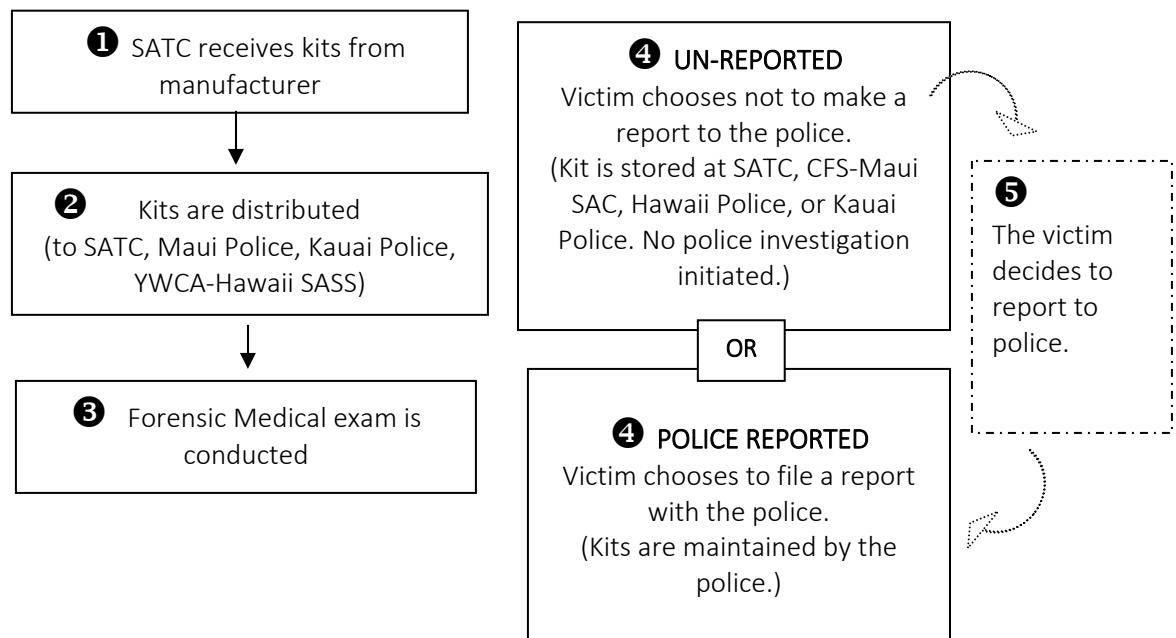 ❶ SATC receives kits from
manufacturer
❷ Kits are distributed
(to SATC, Maui Police, Kauai Police,
YWCA-Hawaii SASS)
❸ Forensic Medical exam is
conducted
❹ UN-REPORTED
Victim chooses not to make a
report to the police.
(Kit is stored at SATC, CFS-Maui
SAC, Hawaii Police, or Kauai
Police. No police investigation
initiated.)
OR
❹ POLICE REPORTED
Victim chooses to file a report
with the police.
(Kits are maintained by the
police.)
❺
The victim
decides to
report to
police.